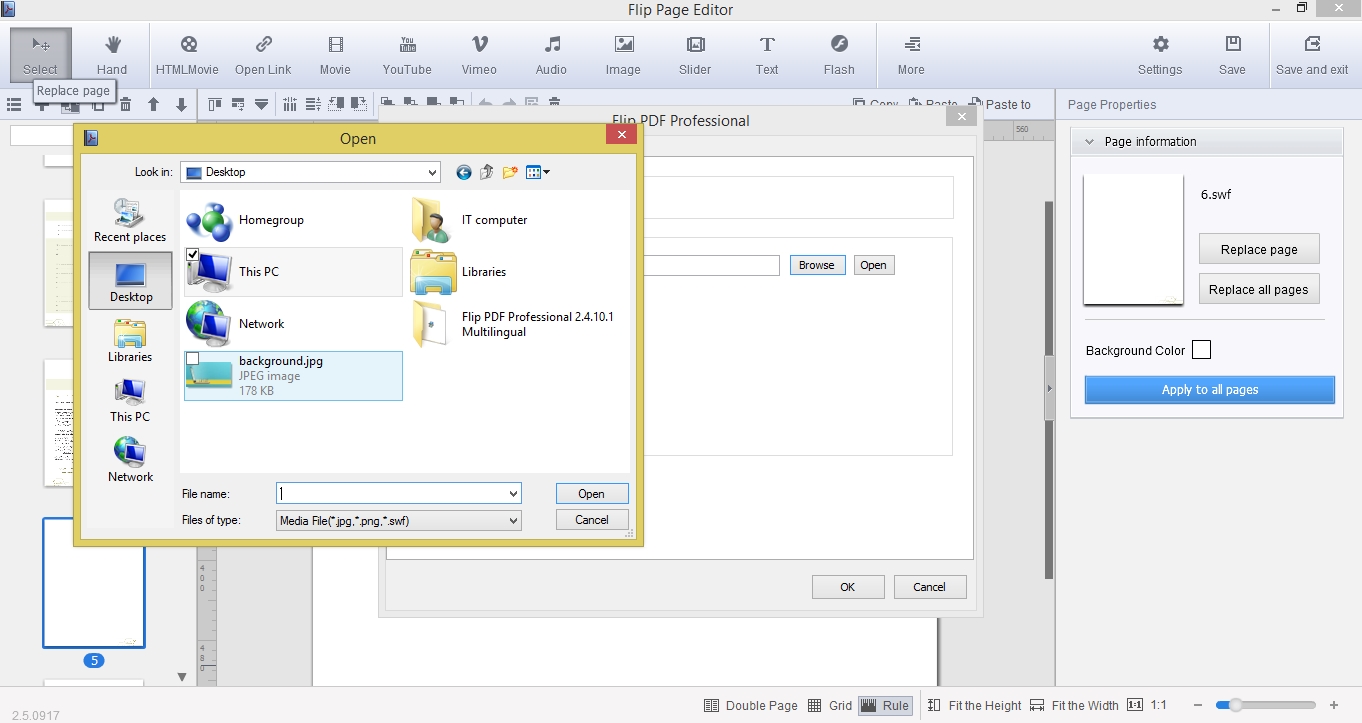 Flip Page Editor
Select
Hand
HTMLMovie
Open Link
Movie
YouTube
Vimeo
Audio
Image
Slider
Text
Flash
More
Settings
Save
Save and exit
Replace page
Copy
Paste
Paste to
Page Properties
Flip PDF Professional
560
Open
Look in:
Desktop
Recent places
Desktop
Libraries
This PC
Network
Homegroup
IT computer
This PC
Libraries
Network
Flip PDF Professional 2.4.10.1
Multilingual
background.jpg
JPEG image
178 KB
File name:
Open
Files of type:
Media File(*.jpg,*.png,*.swf)
Cancel
Browse
Open
OK
Cancel
Page information
6.swf
Replace page
Replace all pages
Background Color
Apply to all pages
400
480
5
2.5.0917
Double Page
Grid
Rule
Fit the Height
Fit the Width
1:1
1:1